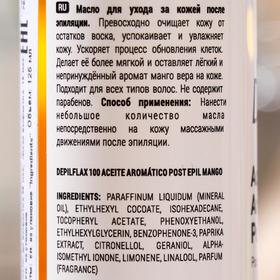 RU Масло для ухода за кожей после
эпиляции. Превосходно очищает кожу от
остатков воска, успокаивает и увлажняет
кожу. Ускоряет процесс обновления клеток.
Делает её более мягкой и оставляет лёгкий и
непринуждённый аромат манго вера на коже.
Подходит для всех типов волос. Не содержит
парабенов. Способ применения: Нанести
небольшое количество масла
непосредственно на кожу массажными
движениями после эпиляции.
DEPILFLAX 100 ACEITE AROMÁTICO POST EPIL MANGO
INGREDIENTS: PARAFFINUM LIQUIDUM (MINERAL
OIL), ETHYLHEXYL COCOATE, ISOHEXADECANE,
TOCOPHERYL ACETATE, PHENOXYETHANOL,
ETHYLHEXYLGLYCERIN, BENZOPHENONE-3, PAPRIKA
EXTRACT, CITRONELLOL, GERANIOL, ALPHA-
ISOMETHYL IONONE, LIMONENE, LINALOOL, PARFUM
(FRAGRANCE)
Объем: 125 мл
"Ingredients"